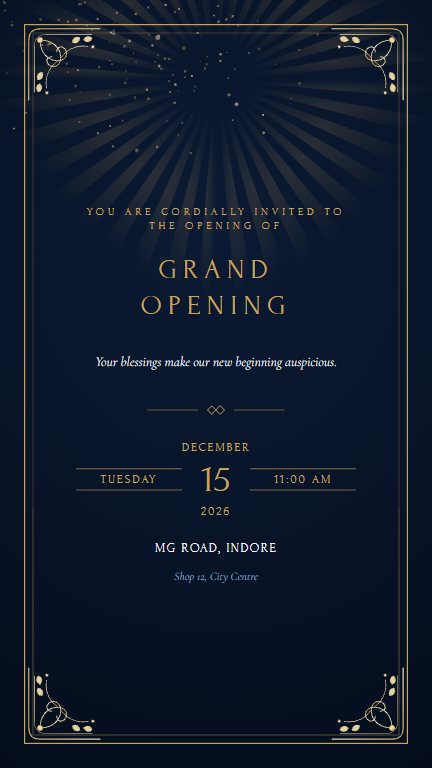 YOU ARE CORDIALLY INVITED TO
THE OPENING OF
GRAND
OPENING
Your blessings make our new beginning auspicious.
DECEMBER
TUESDAY 15 11:00 AM
2026
MG ROAD, INDORE
Shop 12, City Centre